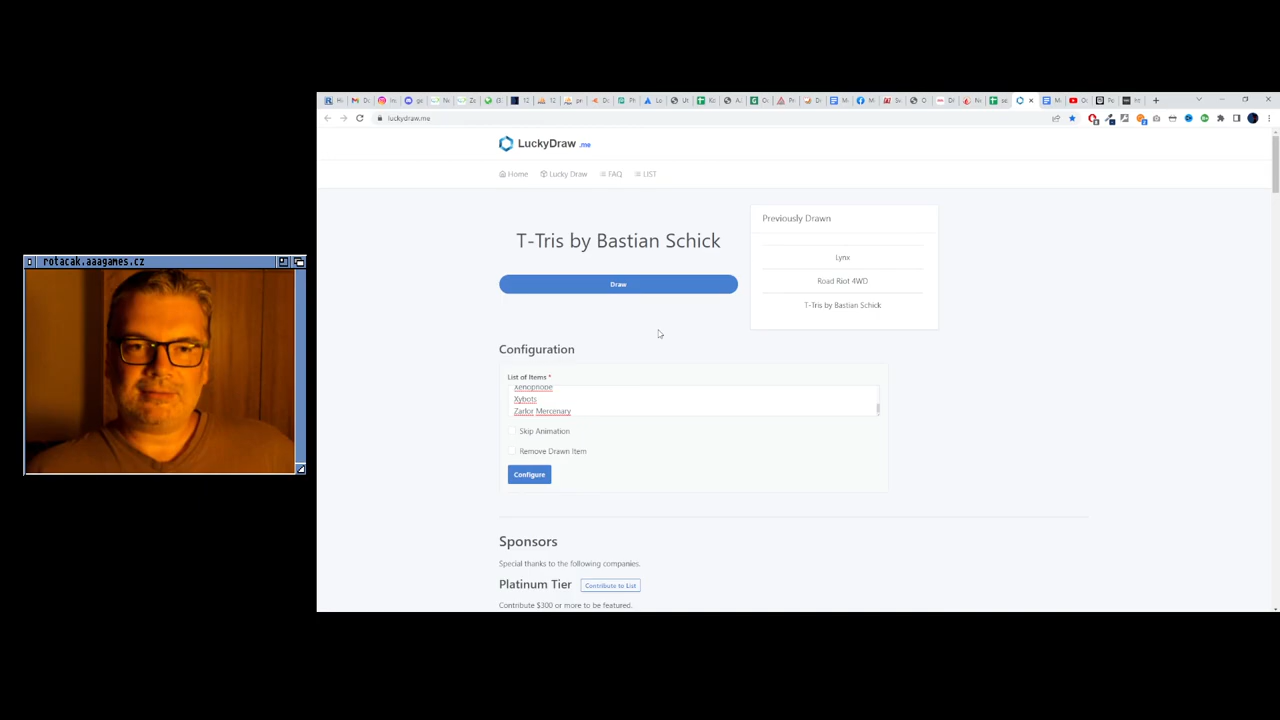 luckydraw.me
LuckyDraw .me
Home
Lucky Draw
FAQ
LIST
T-Tris by Bastian Schick
Draw
Previously Drawn
Lynx
Road Riot 4WD
T-Tris by Bastian Schick
rotacak.aaagames.cz
Configuration
List of Items *
Xenophobe
Xybots
Zarlor Mercenary
Skip Animation
Remove Drawn Item
Configure
Sponsors
Special thanks to the following companies.
Platinum Tier
Contribute to List
Contribute $300 or more to be featured.